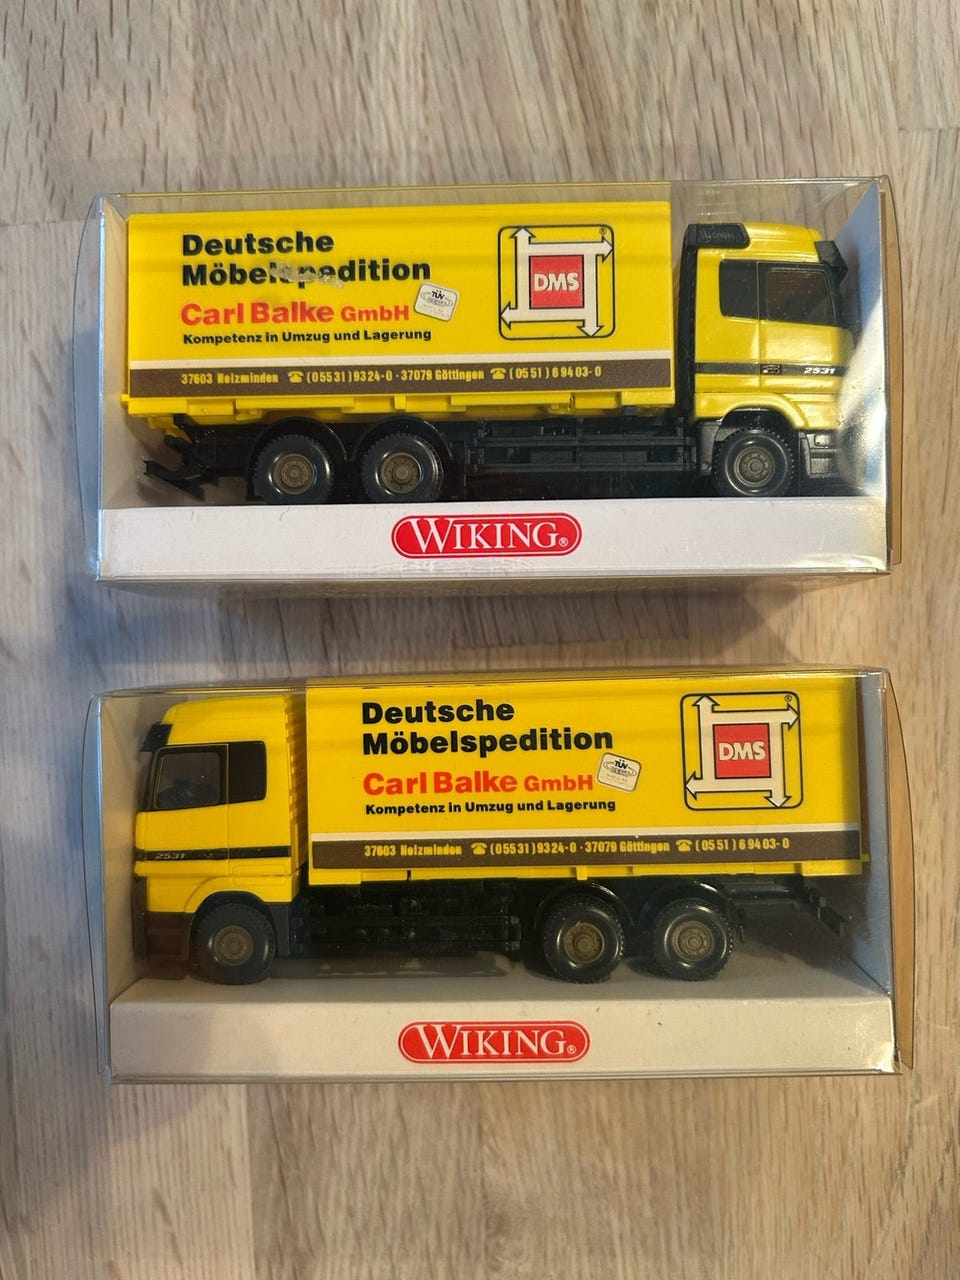 Deutsche
Möbelspedition
Carl Balke GmbH
Kompetenz in Umzug und Lagerung
TÜV
DMS
®
37603 Holzminden ☎ (05531) 9324-0 · 37079 Göttingen ☎ (0551) 69403-0
2531
WIKING®
Deutsche
Möbelspedition
Carl Balke GmbH
Kompetenz in Umzug und Lagerung
TÜV
DMS
®
37603 Holzminden ☎ (05531) 9324-0 · 37079 Göttingen ☎ (0551) 69403-0
2531
WIKING®